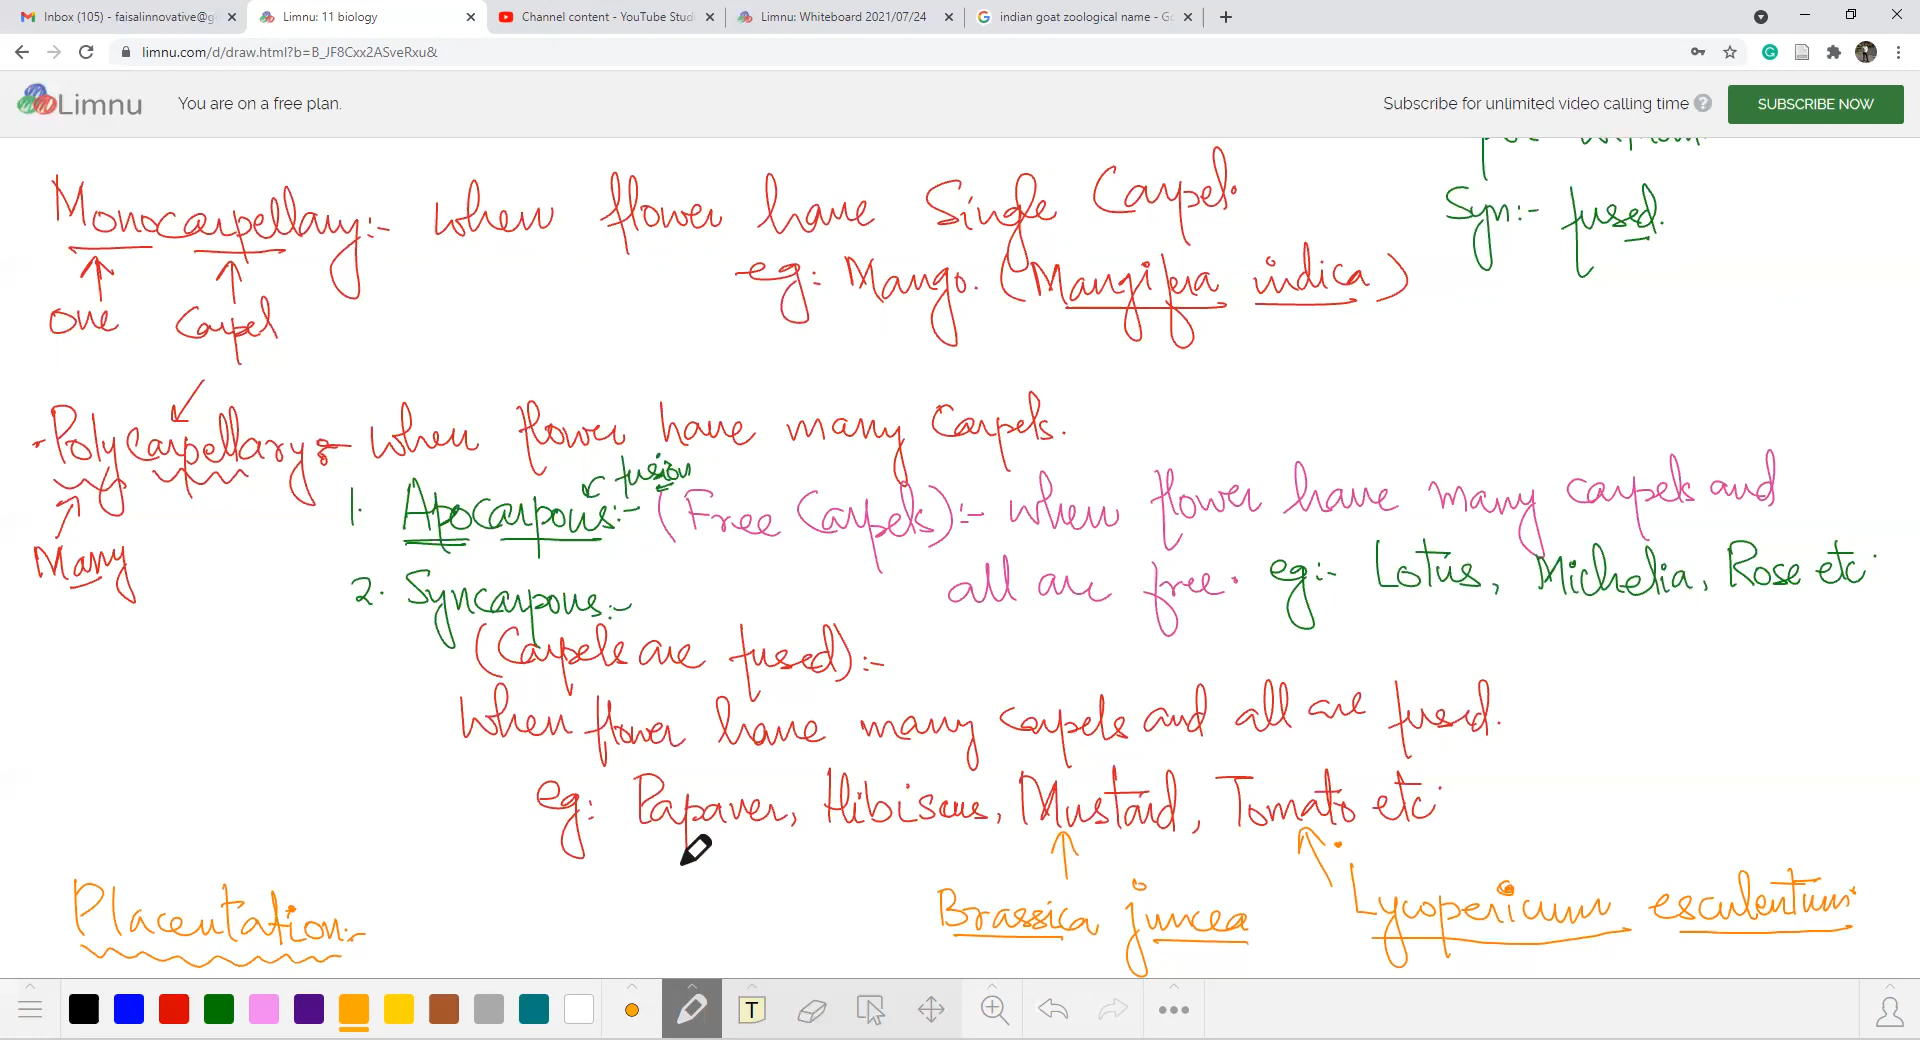 Inbox (105) - faisalinnovative@g
Limnu: 11 biology
Channel content - YouTube Studi
Limnu: Whiteboard 2021/07/24
indian goat zoological name - Go
limnu.com/d/draw.html?b=B_JF8Cxx2ASveRxu&
Limnu
You are on a free plan.
Subscribe for unlimited video calling time ?
SUBSCRIBE NOW
Monocarpellary:- When flower have Single Carpel.
Syn:- fused.
eg: Mango. (Mangifera indica)
One Carpel
Polycarpellary:- When flower have many Carpels.
fusion
1. Apocarpous:- (Free Carpels):- When flower have many carpels and
Many
all are free. eg:- Lotus, Michelia, Rose etc.
2. Syncarpous:-
(Carpels are fused):-
When flower have many carpels and all are fused.
eg: Papaver, Hibiscus, Mustard, Tomato etc.
Placentation:-
Brassica juncea
Lycopericum esculentum.
T